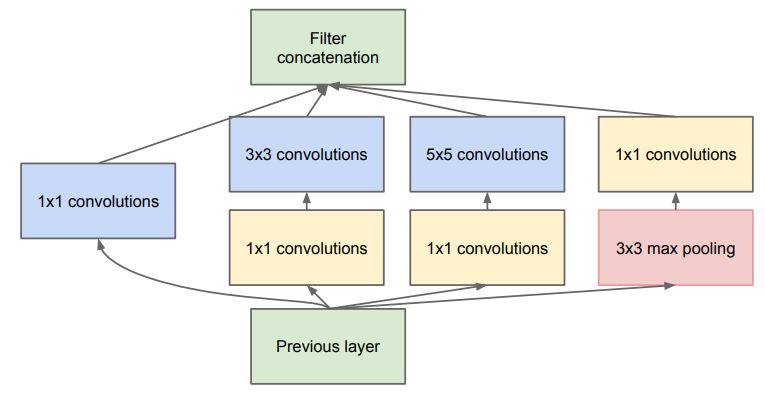 Filter
concatenation
3x3 convolutions
5x5 convolutions
1x1 convolutions
1x1 convolutions
1x1 convolutions
1x1 convolutions
3x3 max pooling
Previous layer